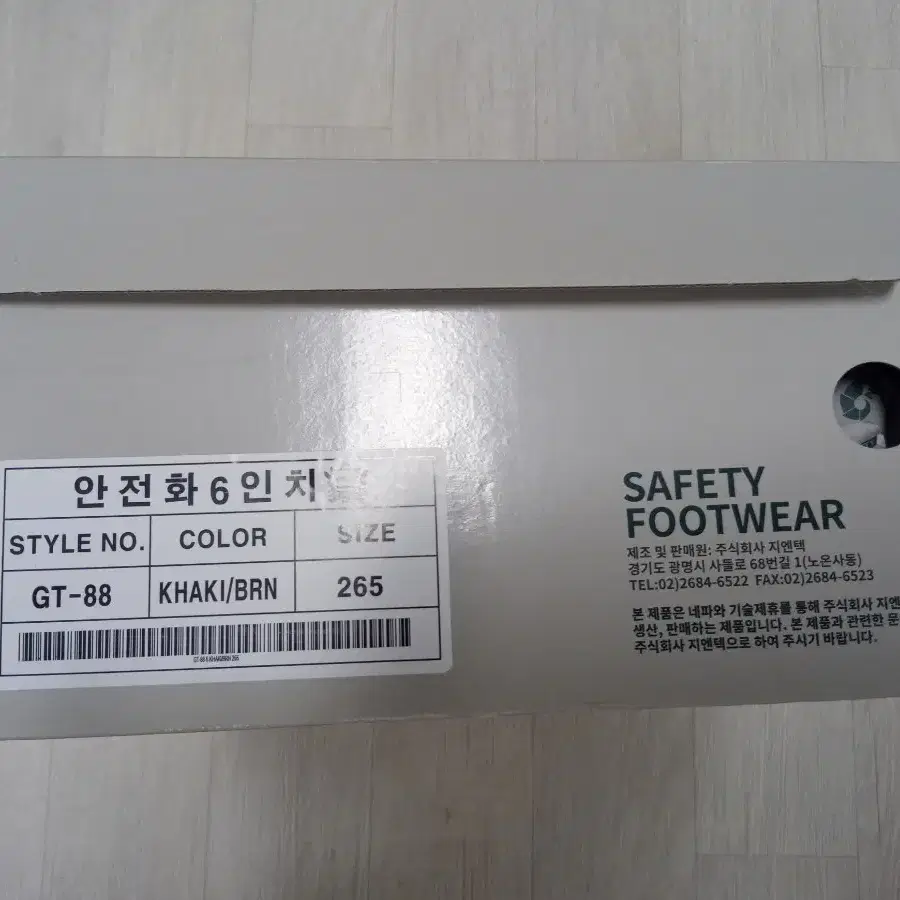 안전화6인치
STYLE NO. COLOR SIZE
GT-88 KHAKI/BRN 265
SAFETY
FOOTWEAR
제조 및 판매원: 주식회사 지엔텍
경기도 광명시 사들로 68번길 1(노온사동)
TEL:02)2684-6522 FAX:02)2684-6523
본 제품은 네파와 기술제휴를 통해 주식회사 지엔
생산, 판매하는 제품입니다. 본 제품과 관련한 문
주식회사 지엔텍으로 하여 주시기 바랍니다.